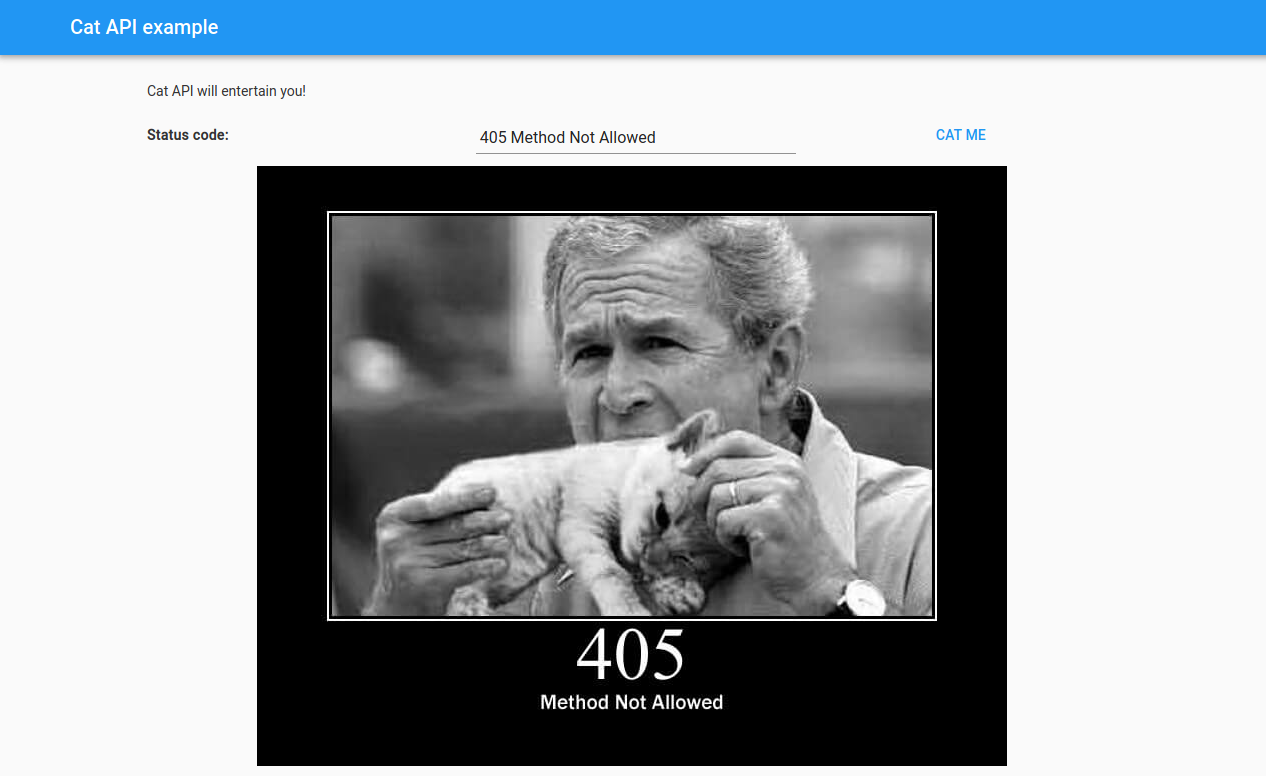 Cat API example
Cat API will entertain you!
Status code:
405 Method Not Allowed
CAT ME
405
Method Not Allowed